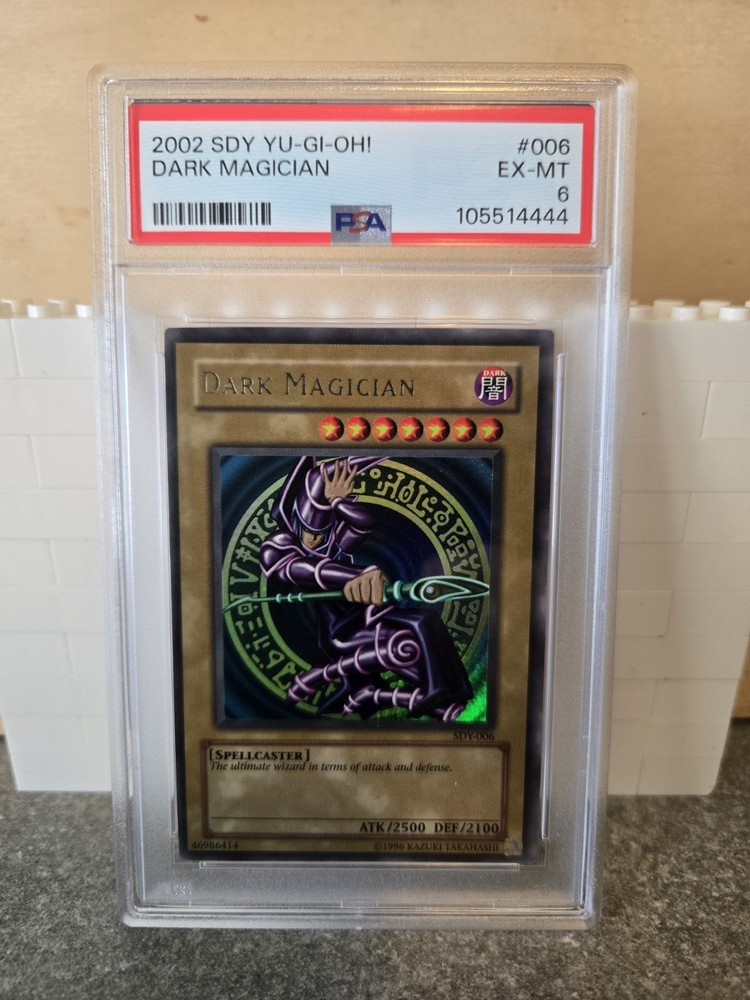 2002 SDY YU-GI-OH! #006
DARK MAGICIAN EX-MT
6
PSA 105514444
DARK MAGICIAN
DARK
闇
SDY-006
[SPELLCASTER]
The ultimate wizard in terms of attack and defense.
ATK/2500 DEF/2100
46986414 ©1996 KAZUKI TAKAHASHI